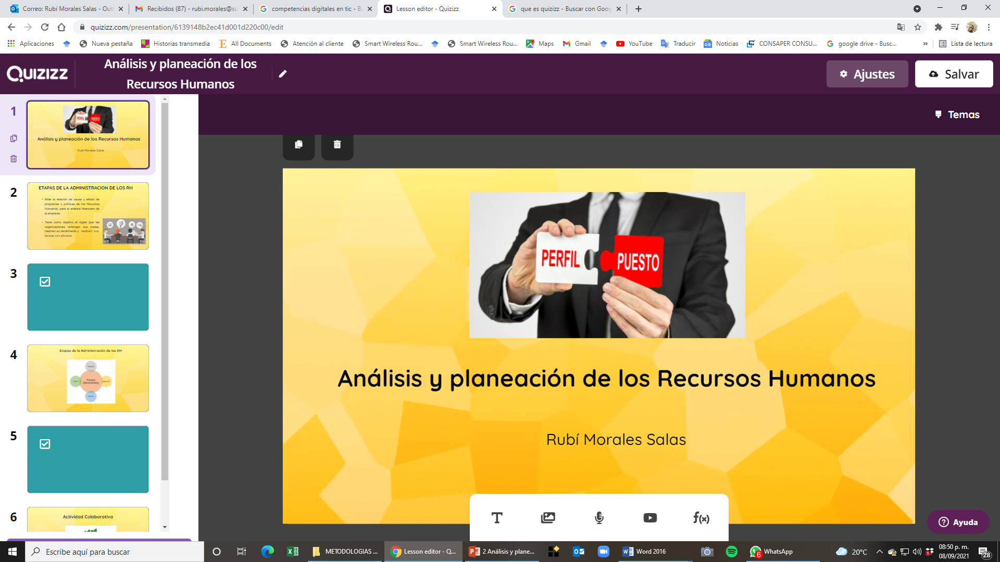 Correo: Rubí Morales Salas - Outl
Recibidos (87) - rubi.morales@su
competencias digitales en tic - B
Lesson editor - Quizizz
que es quizizz - Buscar con Goog
quizizz.com/presentation/6139148b2ec41d001d220c00/edit
Aplicaciones
Nueva pestaña
Historias transmedia
All Documents
Atención al cliente
Smart Wireless Rou...
Smart Wireless Rou...
Maps
Gmail
YouTube
Traducir
Noticias
CONSAPER CONSU...
google drive - Busc...
»
Lista de lectura
QUIZIZZ
Análisis y planeación de los
Recursos Humanos
Ajustes
Salvar
Temas
1
PERFIL
PUESTO
Análisis y planeación de los Recursos Humanos
Rubí Morales Salas
2
ETAPAS DE LA ADMINISTRACION DE LOS RH
• Mide la relación de causa y efecto de
programas y políticas de los Recursos
Humanos, para el análisis financiero de
la empresa.
• Tiene como objetivo el lograr que las
organizaciones obtengan sus metas,
mejoren su rendimiento y realicen sus
tareas con eficacia.
3
4
Etapas de la Administración de los RH
Proceso
Administrativo
5
6
Actividad Colaborativa
PERFIL
PUESTO
Análisis y planeación de los Recursos Humanos
Rubí Morales Salas
T
f(x)
Ayuda
Escribe aquí para buscar
METODOLOGIAS ...
Lesson editor - Q...
2 Análisis y plane...
Word 2016
6
WhatsApp
20°C
1
08:50 p. m.
08/09/2021
28